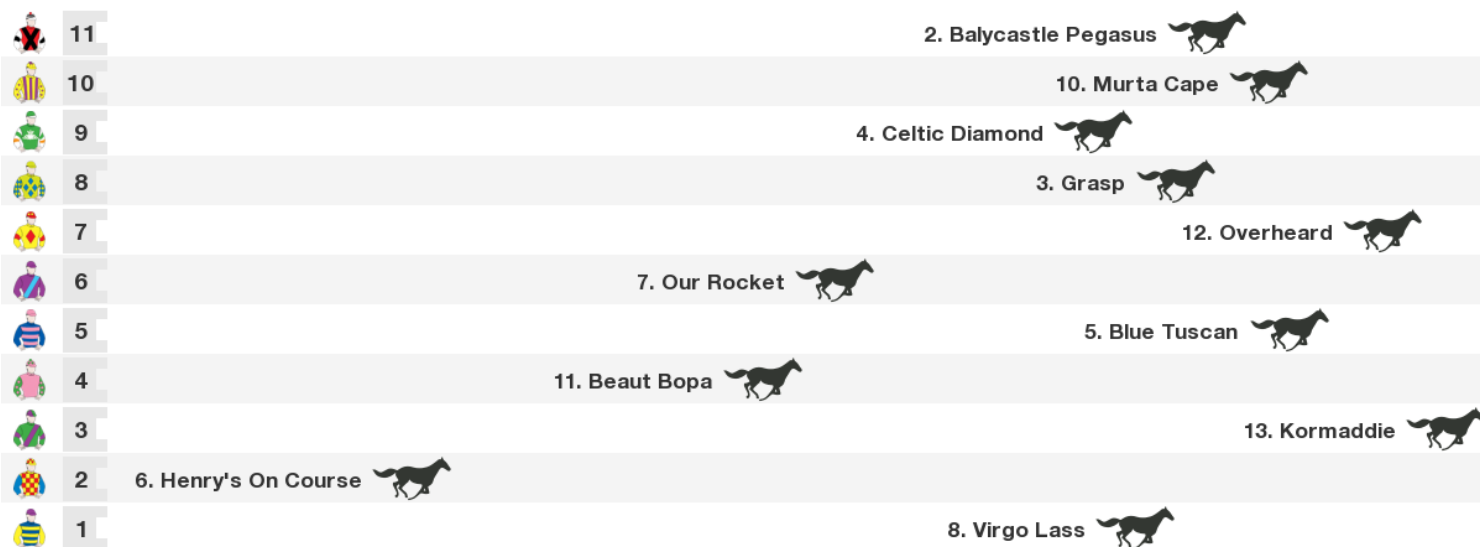 11 2. Balycastle Pegasus
10 10. Murta Cape
9 4. Celtic Diamond
8 3. Grasp
7 12. Overheard
6 7. Our Rocket
5 5. Blue Tuscan
4 11. Beaut Bopa
3 13. Kormaddie
2 6. Henry's On Course
1 8. Virgo Lass